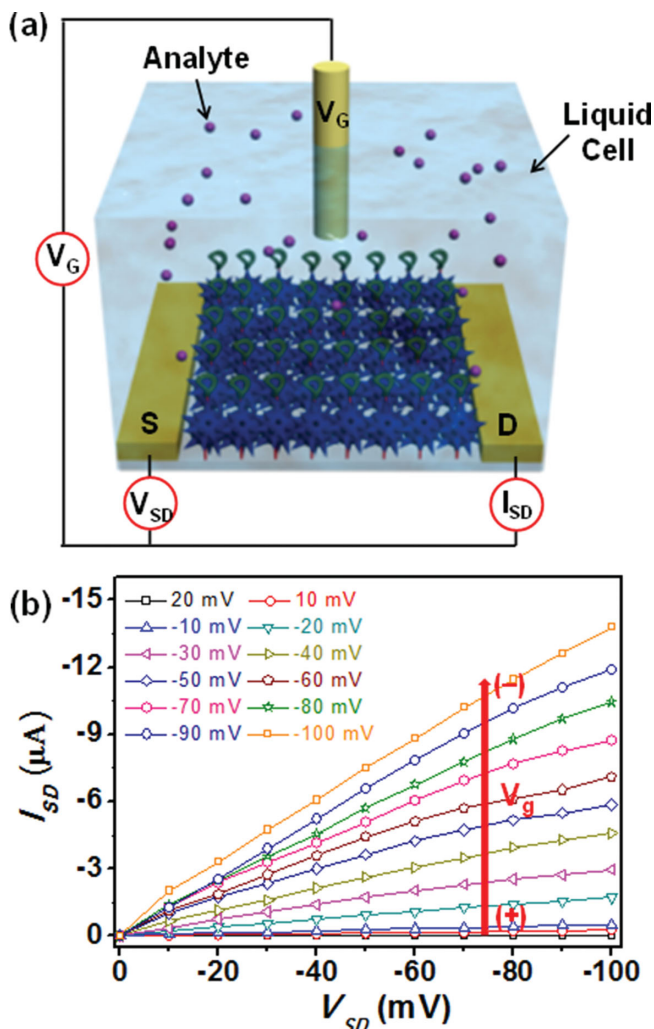 (a)
Analyte
Liquid
Cell
V_G
V_G
S
D
V_SD
I_SD
(b)
-15
-12
-9
-6
-3
0
I_SD (μA)
20 mV 10 mV
-10 mV -20 mV
-30 mV -40 mV
-50 mV -60 mV
-70 mV -80 mV
-90 mV -100 mV
(−)
V_g
(+)
0 -20 -40 -60 -80 -100
V_SD (mV)